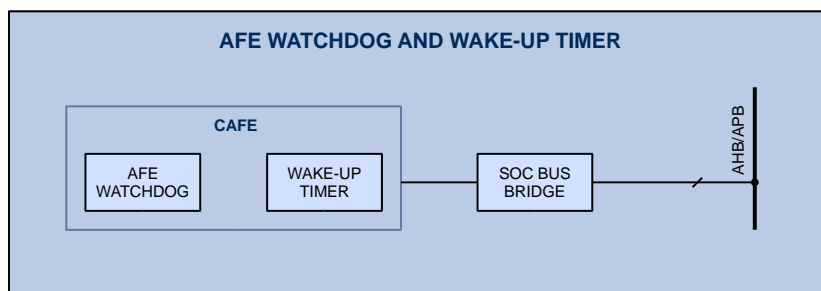 AFE WATCHDOG AND WAKE-UP TIMER
CAFE
AFE
WATCHDOG
WAKE-UP
TIMER
SOC BUS
BRIDGE
AHB/APB